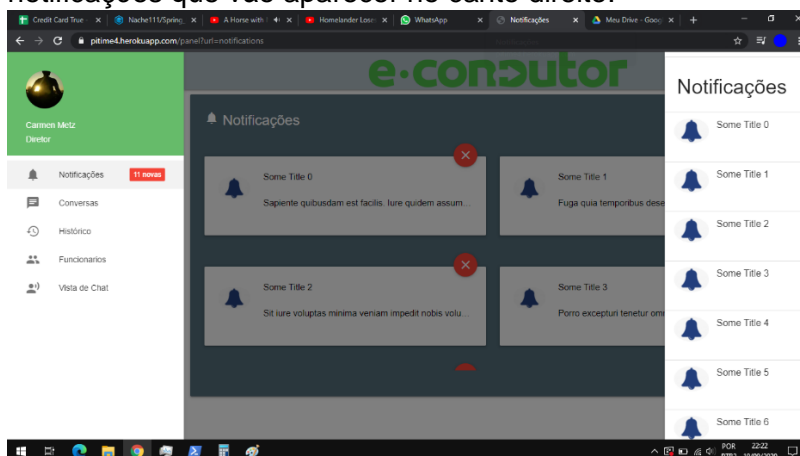 notificações que vão aparecer no canto direito.
Credit Card True
Nache111/Spring
A Horse with
Homelander Loses
WhatsApp
Notificações
Meu Drive - Goog
pitime4.herokuapp.com/panel?url=notifications
e-condutor
Carmen Metz
Diretor
Notificações
11 novas
Conversas
Histórico
Funcionarios
Vista de Chat
Notificações
Some Title 0
Sapiente quibusdam est facilis. Iure quidem assum...
Some Title 1
Fuga quia temporibus dese
Some Title 2
Sit iure voluptas minima veniam impedit nobis volu...
Some Title 3
Porro excepturi tenetur om
Notificações
Some Title 0
Some Title 1
Some Title 2
Some Title 3
Some Title 4
Some Title 5
Some Title 6
POR
22:22